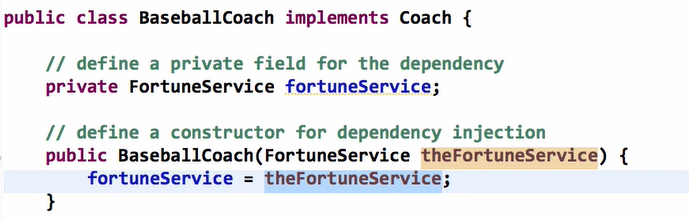 public class BaseballCoach implements Coach {
// define a private field for the dependency
private FortuneService fortuneService;
// define a constructor for dependency injection
public BaseballCoach(FortuneService theFortuneService) {
fortuneService = theFortuneService;
}